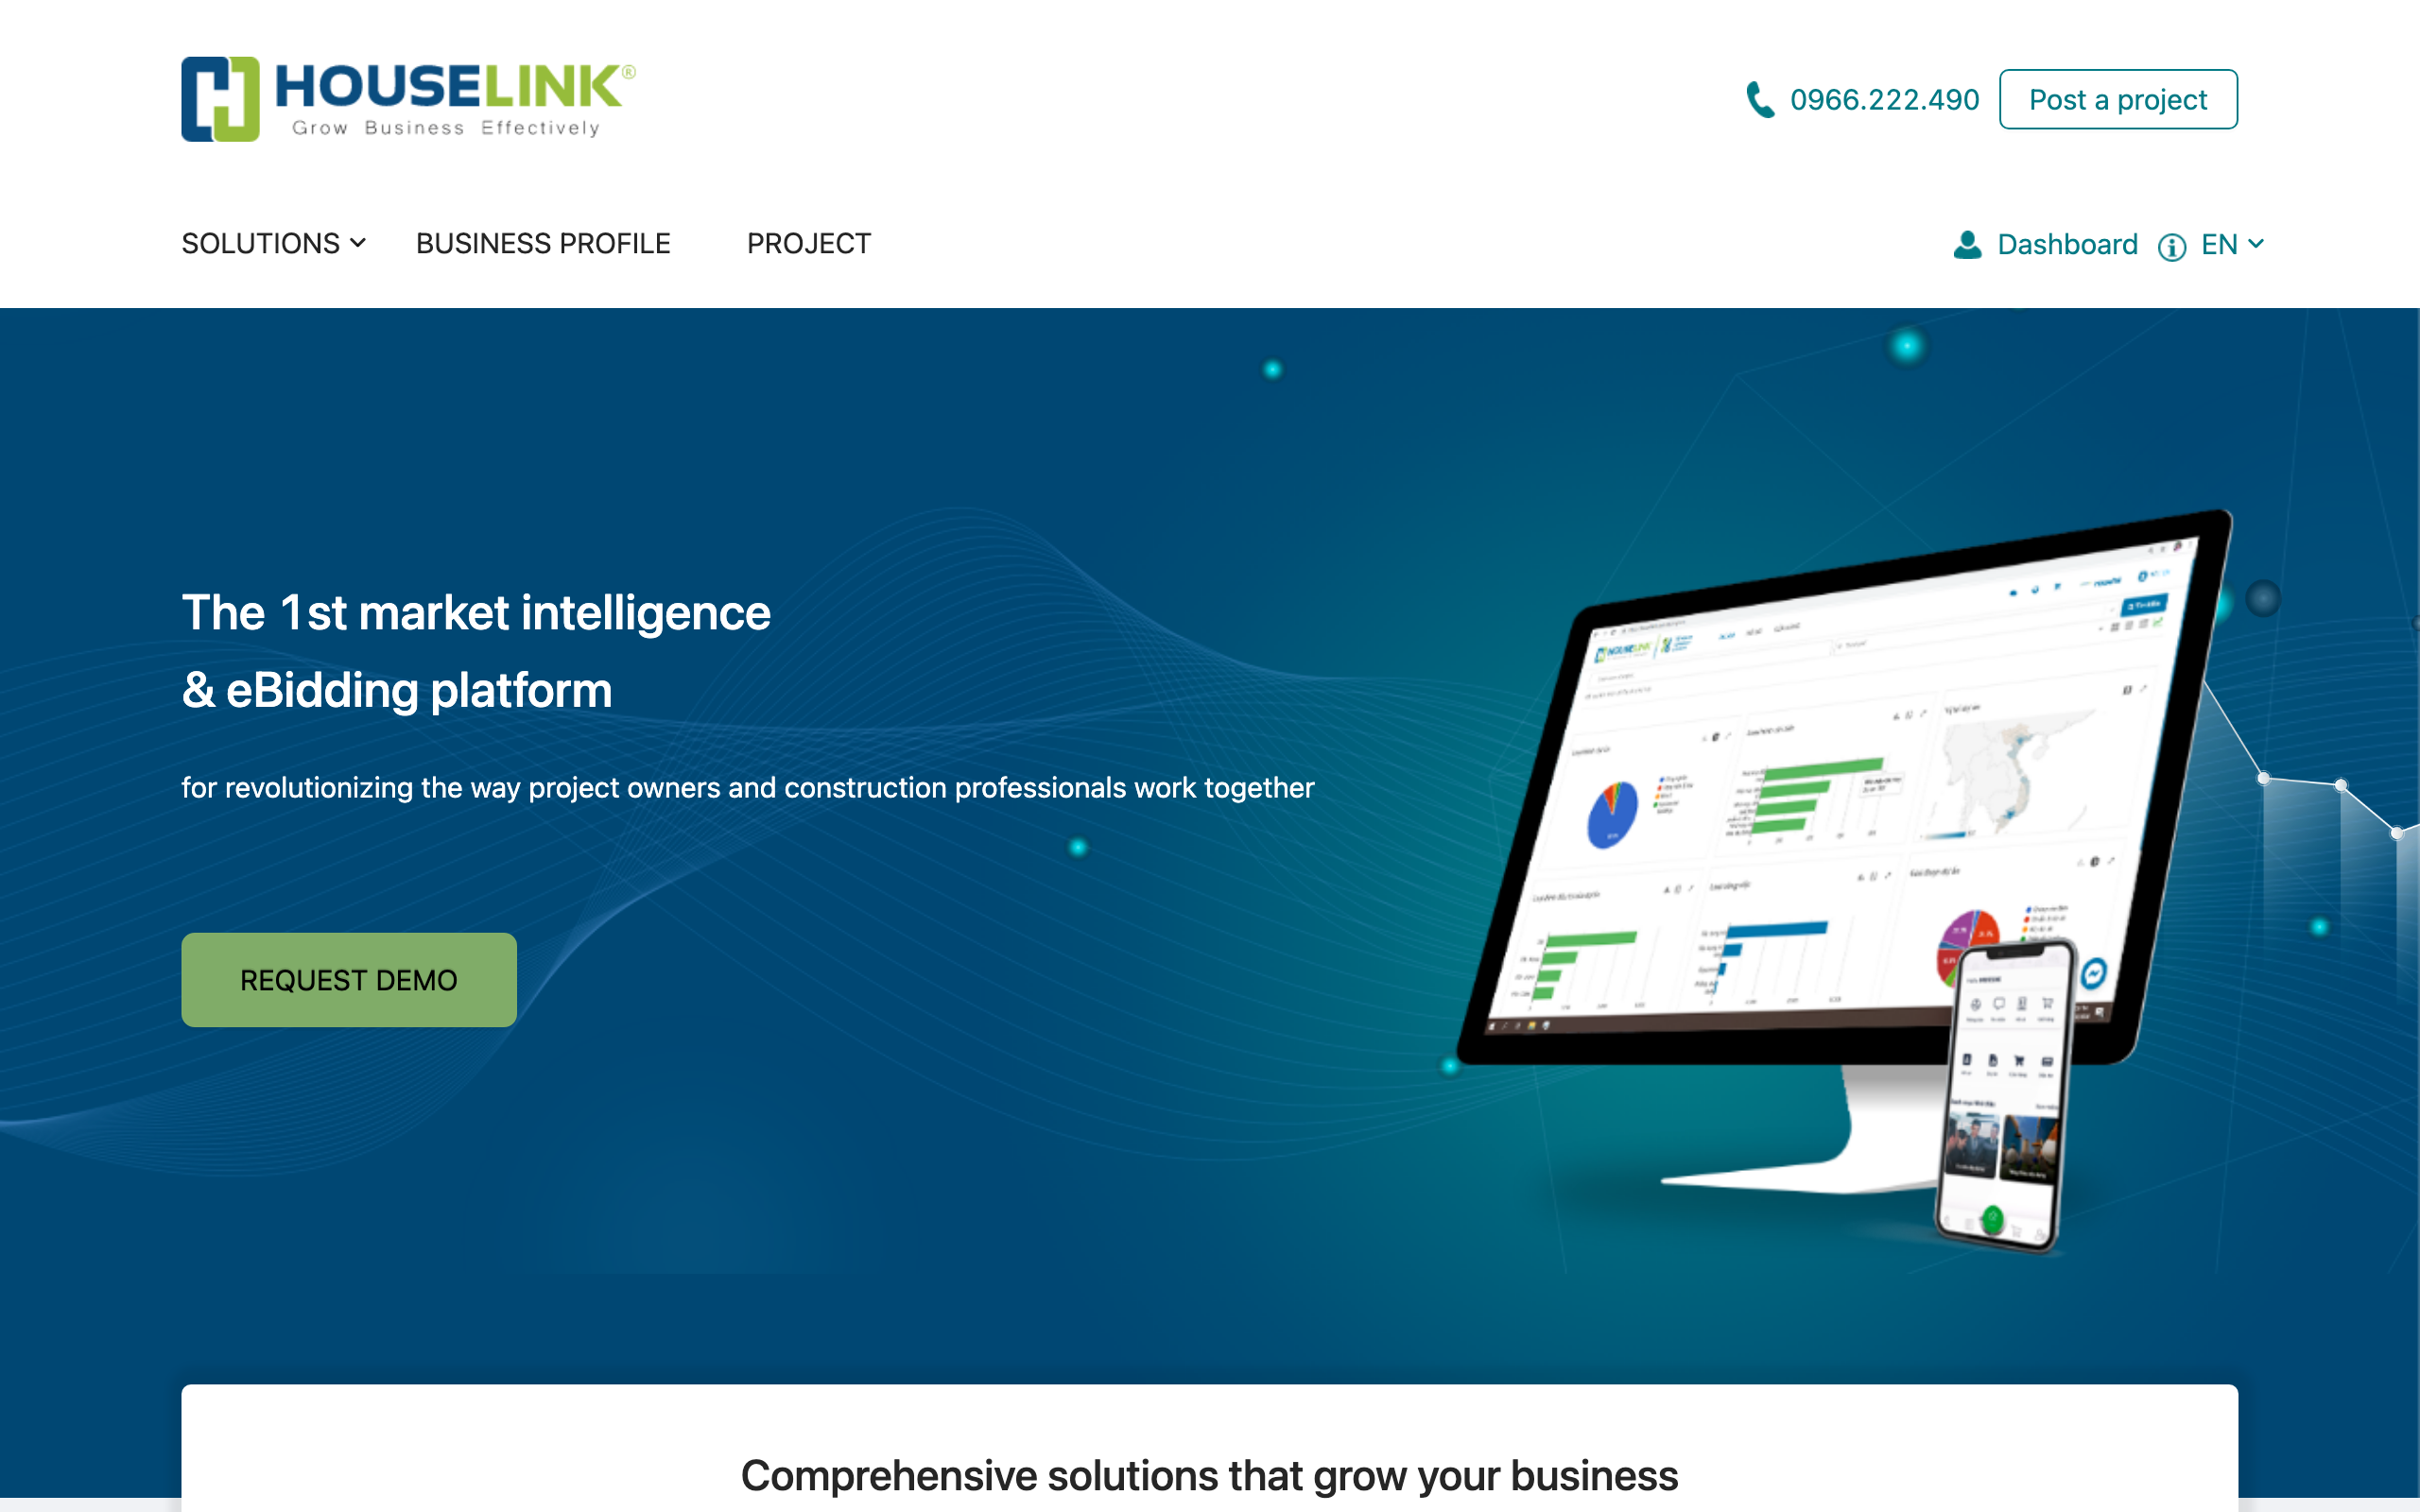 HOUSELINK®
Grow Business Effectively
0966.222.490
Post a project
SOLUTIONS
BUSINESS PROFILE
PROJECT
Dashboard
EN
The 1st market intelligence
& eBidding platform
for revolutionizing the way project owners and construction professionals work together
REQUEST DEMO
HOUSELINK
Comprehensive solutions that grow your business